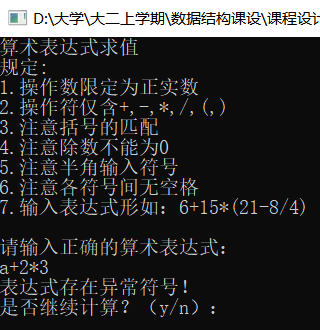 D:\大学\大二上学期\数据结构课设\课程设计
算术表达式求值
规定:
1.操作数限定为正实数
2.操作符仅含+,-,*,/,(,)
3.注意括号的匹配
4.注意除数不能为0
5.注意半角输入符号
6.注意各符号间无空格
7.输入表达式形如：6+15*(21-8/4)
请输入正确的算术表达式：
a+2*3
表达式存在异常符号！
是否继续计算？（y/n）：